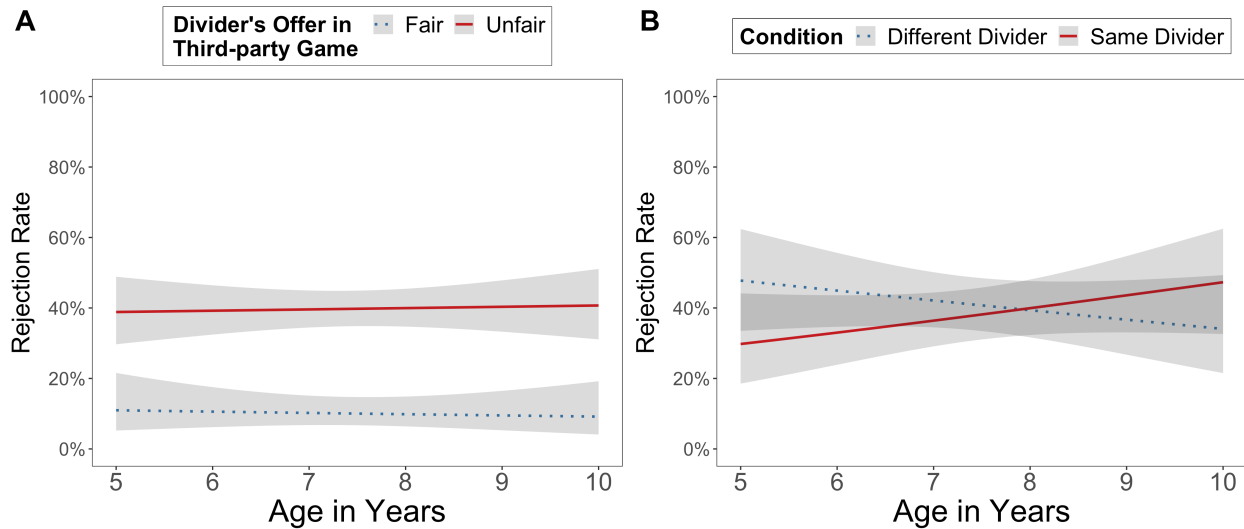 A
Divider's Offer in
Third-party Game
Fair
Unfair
100%
80%
60%
40%
20%
0%
Rejection Rate
5 6 7 8 9 10
Age in Years
B
Condition Different Divider Same Divider
100%
80%
60%
40%
20%
0%
Rejection Rate
5 6 7 8 9 10
Age in Years